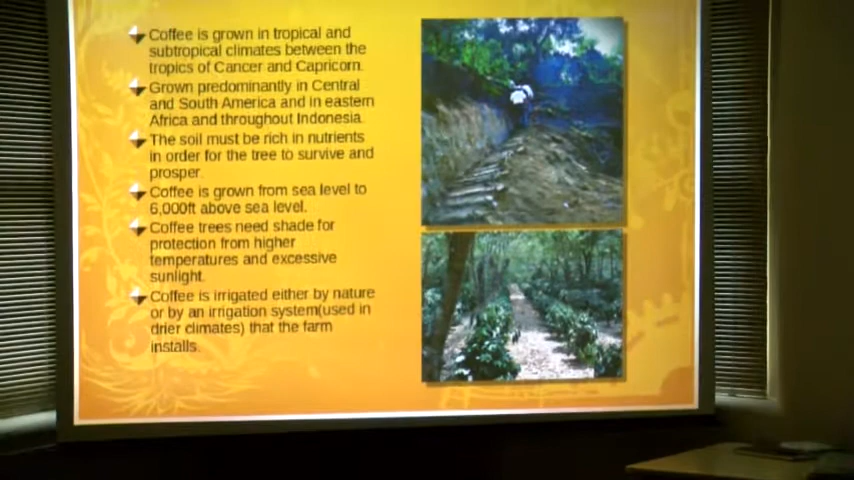 Coffee is grown in tropical and
subtropical climates between the
tropics of Cancer and Capricorn.
Grown predominantly in Central
and South America and in eastern
Africa and throughout Indonesia.
The soil must be rich in nutrients
in order for the tree to survive and
prosper.
Coffee is grown from sea level to
6,000ft above sea level.
Coffee trees need shade for
protection from higher
temperatures and excessive
sunlight.
Coffee is irrigated either by nature
or by an irrigation system(used in
drier climates) that the farm
installs.